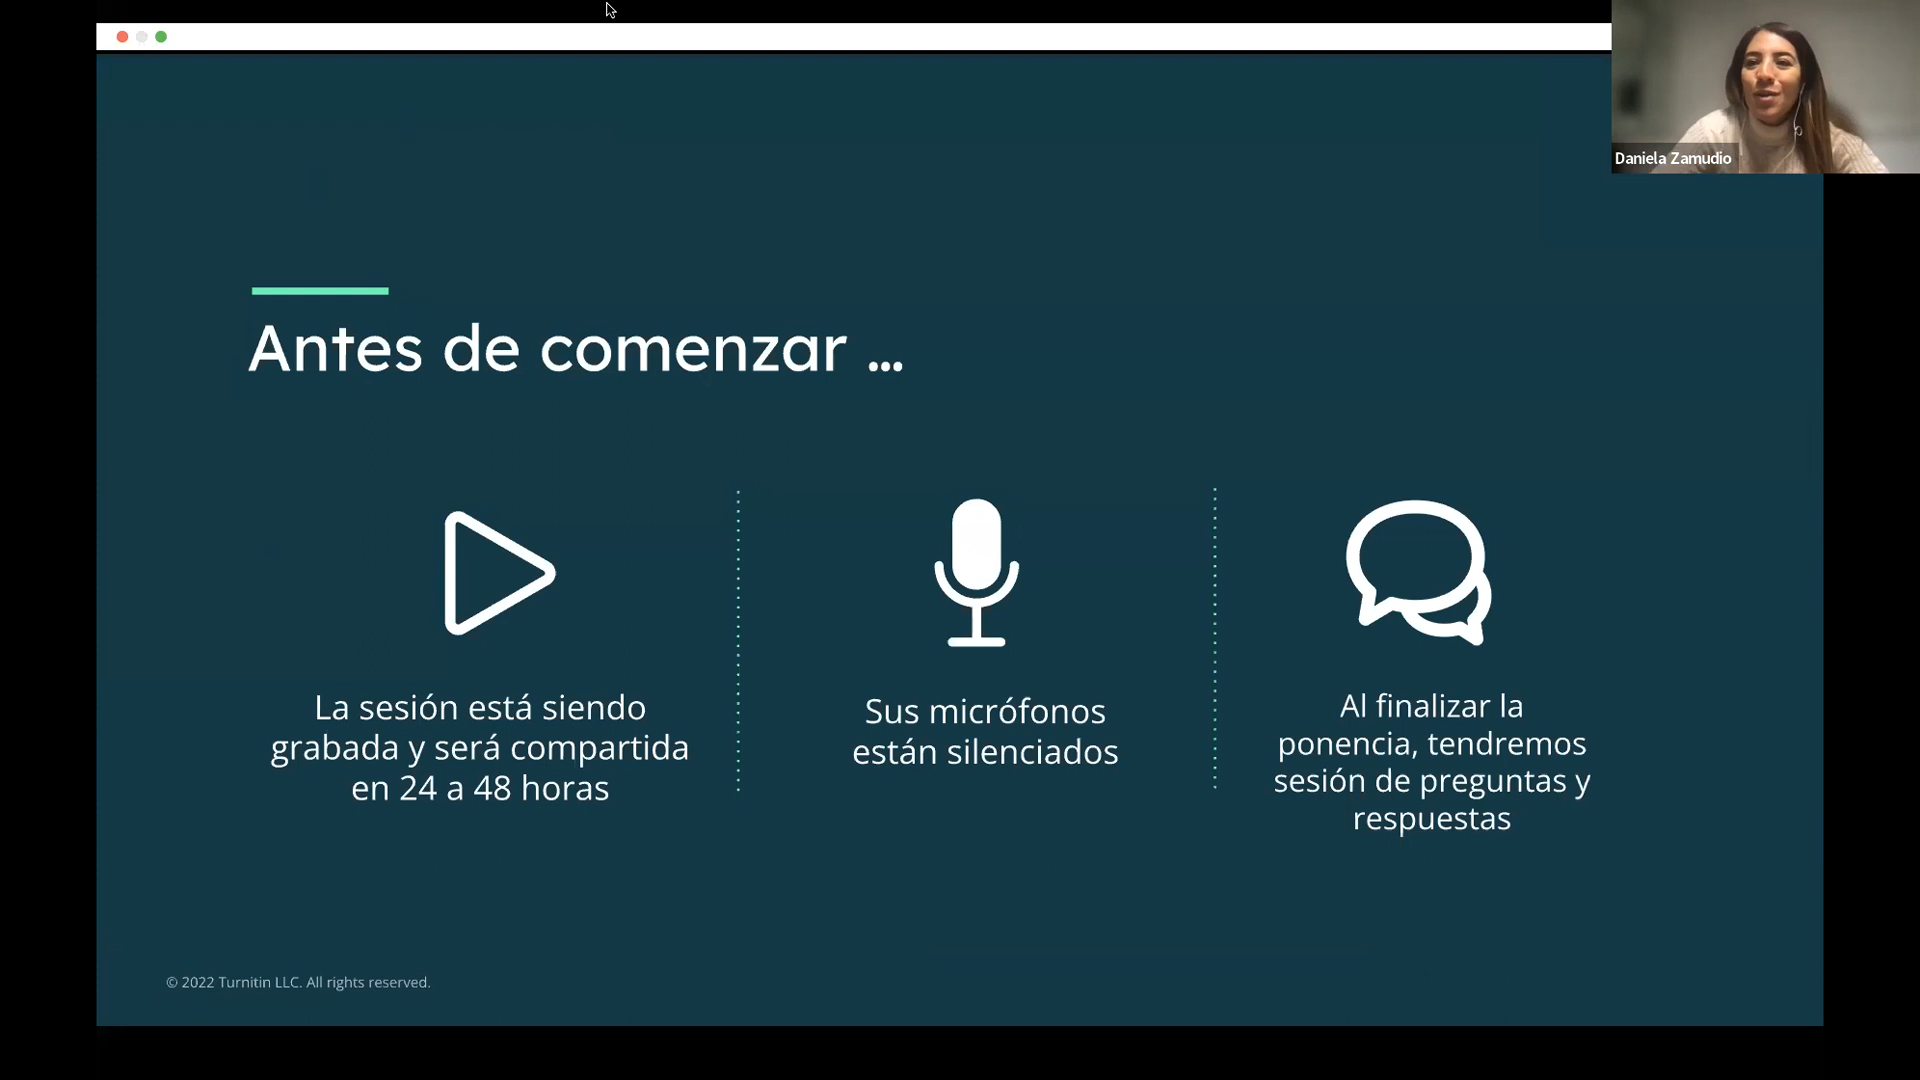 Daniela Zamudio
Antes de comenzar ...
La sesión está siendo
grabada y será compartida
en 24 a 48 horas
Sus micrófonos
están silenciados
Al finalizar la
ponencia, tendremos
sesión de preguntas y
respuestas
© 2022 Turnitin LLC. All rights reserved.